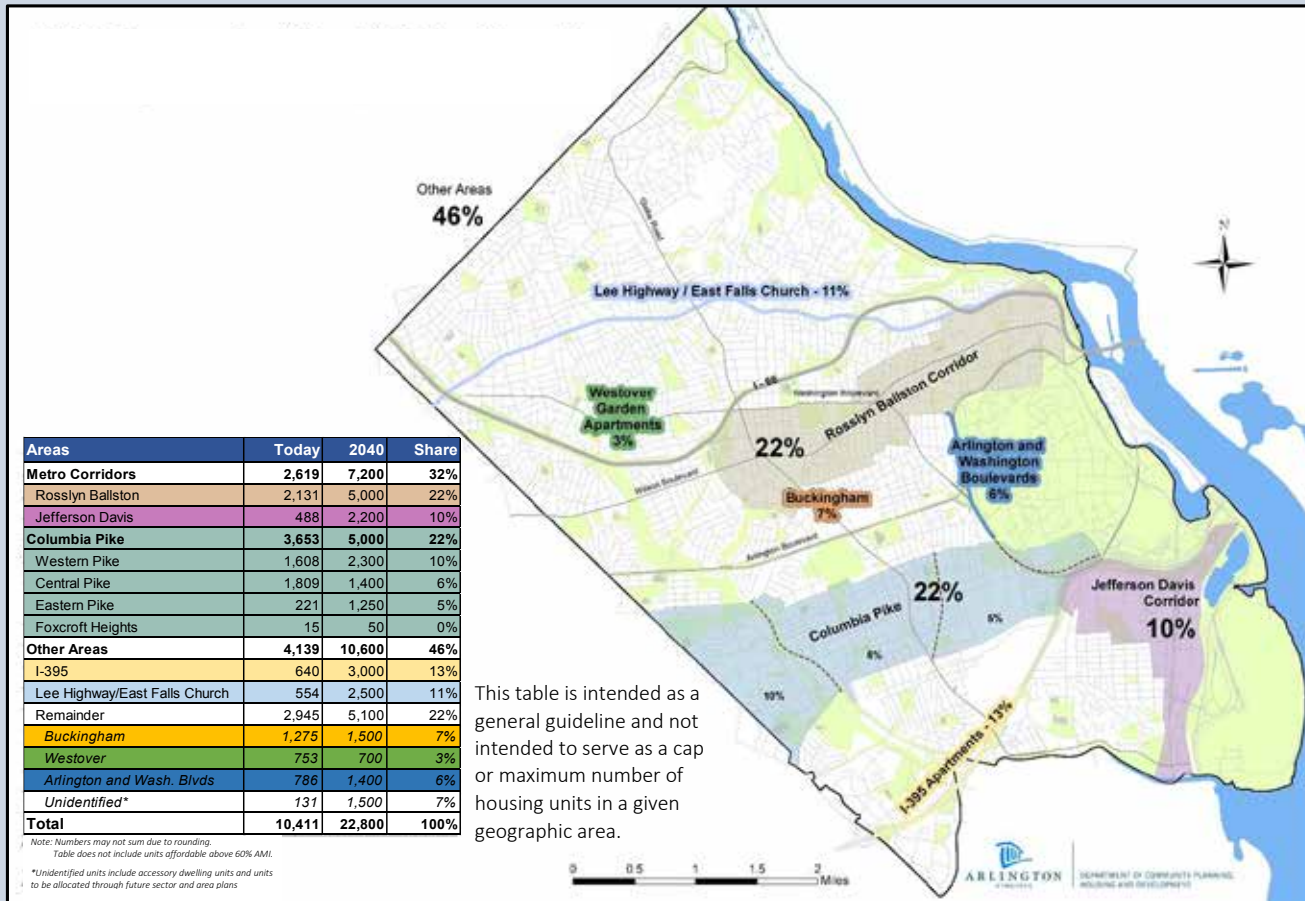 Other Areas
46%
Glebe Road
Lee Highway / East Falls Church - 11%
I - 66
Washington Boulevard
Rosslyn Ballston Corridor
Westover
Garden
Apartments
3%
22%
Arlington and
Washington
Boulevards
6%
Wilson Boulevard
Buckingham
7%
Arlington Boulevard
Columbia Pike
22%
5%
6%
10%
Jefferson Davis
Corridor
10%
I-395 Apartments - 13%
Areas Today 2040 Share
Metro Corridors 2,619 7,200 32%
Rosslyn Ballston 2,131 5,000 22%
Jefferson Davis 488 2,200 10%
Columbia Pike 3,653 5,000 22%
Western Pike 1,608 2,300 10%
Central Pike 1,809 1,400 6%
Eastern Pike 221 1,250 5%
Foxcroft Heights 15 50 0%
Other Areas 4,139 10,600 46%
I-395 640 3,000 13%
Lee Highway/East Falls Church 554 2,500 11%
Remainder 2,945 5,100 22%
Buckingham 1,275 1,500 7%
Westover 753 700 3%
Arlington and Wash. Blvds 786 1,400 6%
Unidentified* 131 1,500 7%
Total 10,411 22,800 100%
Note: Numbers may not sum due to rounding.
Table does not include units affordable above 60% AMI.
*Unidentified units include accessory dwelling units and units
to be allocated through future sector and area plans
This table is intended as a
general guideline and not
intended to serve as a cap
or maximum number of
housing units in a given
geographic area.
0 0.5 1 1.5 2
Miles
ARLINGTON
DEPARTMENT OF COMMUNITY PLANNING,
HOUSING AND DEVELOPMENT